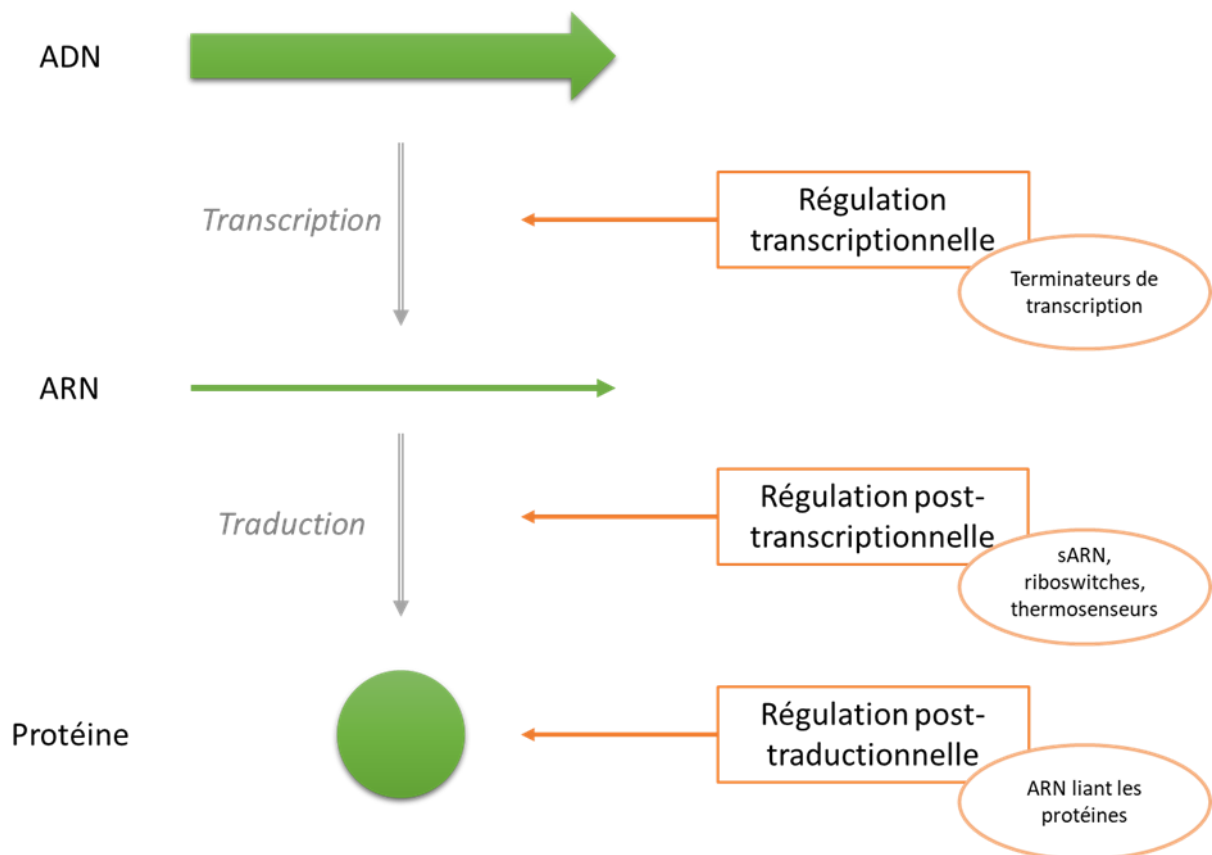 ADN
Transcription
Régulation
transcriptionnelle
Terminateurs de
transcription
ARN
Traduction
Régulation post-
transcriptionnelle
sARN,
riboswitches,
thermosenseurs
Protéine
Régulation post-
traductionnelle
ARN liant les
protéines